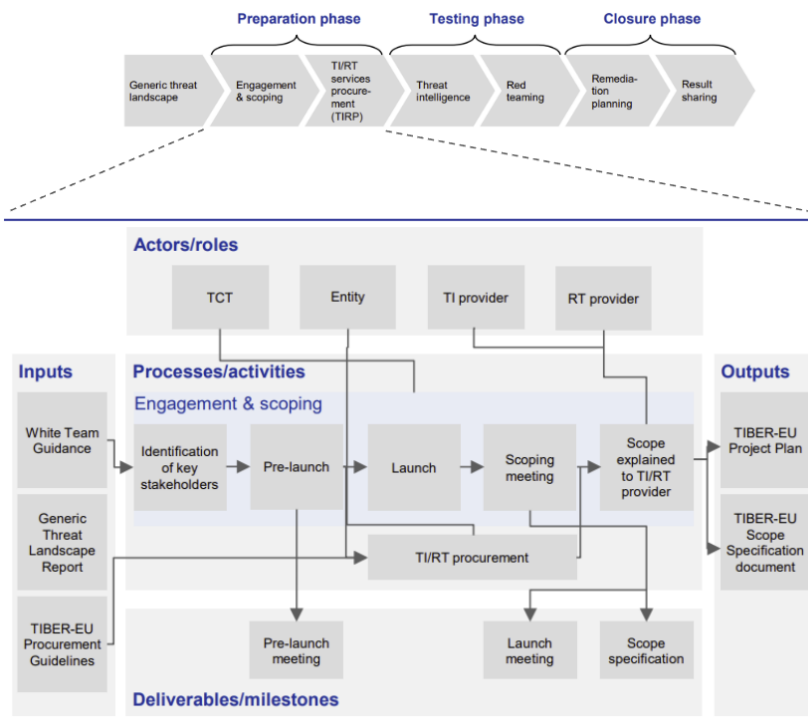 Preparation phase
Testing phase
Closure phase
Generic threat
landscape
Engagement
& scoping
TI/RT
services
procure-
ment
(TIRP)
Threat
intelligence
Red
teaming
Remedia-
tion
planning
Result
sharing
Actors/roles
TCT
Entity
TI provider
RT provider
Inputs
White Team
Guidance
Generic
Threat
Landscape
Report
TIBER-EU
Procurement
Guidelines
Processes/activities
Engagement & scoping
Identification
of key
stakeholders
Pre-launch
Launch
Scoping
meeting
Scope
explained
to TI/RT
provider
TI/RT procurement
Outputs
TIBER-EU
Project Plan
TIBER-EU
Scope
Specification
document
Pre-launch
meeting
Launch
meeting
Scope
specification
Deliverables/milestones